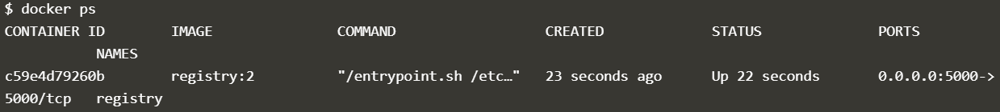 $ docker ps
CONTAINER ID        IMAGE               COMMAND                  CREATED             STATUS              PORTS
           NAMES
c59e4d79260b        registry:2          "/entrypoint.sh /etc…"   23 seconds ago      Up 22 seconds       0.0.0.0:5000->
5000/tcp   registry